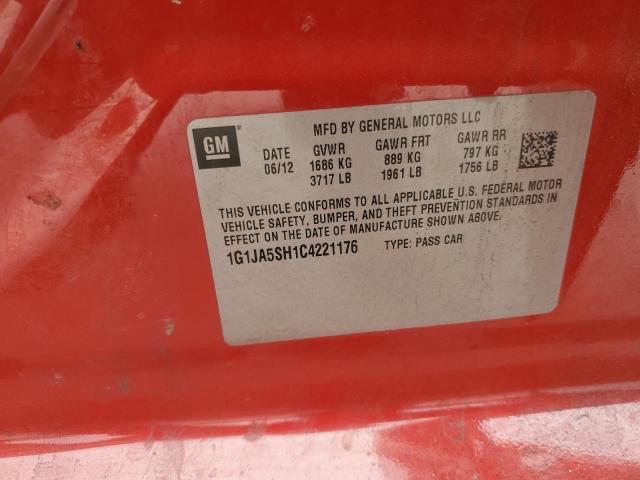 GM
MFD BY GENERAL MOTORS LLC
DATE GVWR GAWR FRT GAWR RR
06/12 1686 KG 889 KG 797 KG
3717 LB 1961 LB 1756 LB
THIS VEHICLE CONFORMS TO ALL APPLICABLE U.S. FEDERAL MOTOR
VEHICLE SAFETY, BUMPER, AND THEFT PREVENTION STANDARDS IN
EFFECT ON THE DATE OF MANUFACTURE SHOWN ABOVE.
1G1JA5SH1C4221176 TYPE: PASS CAR